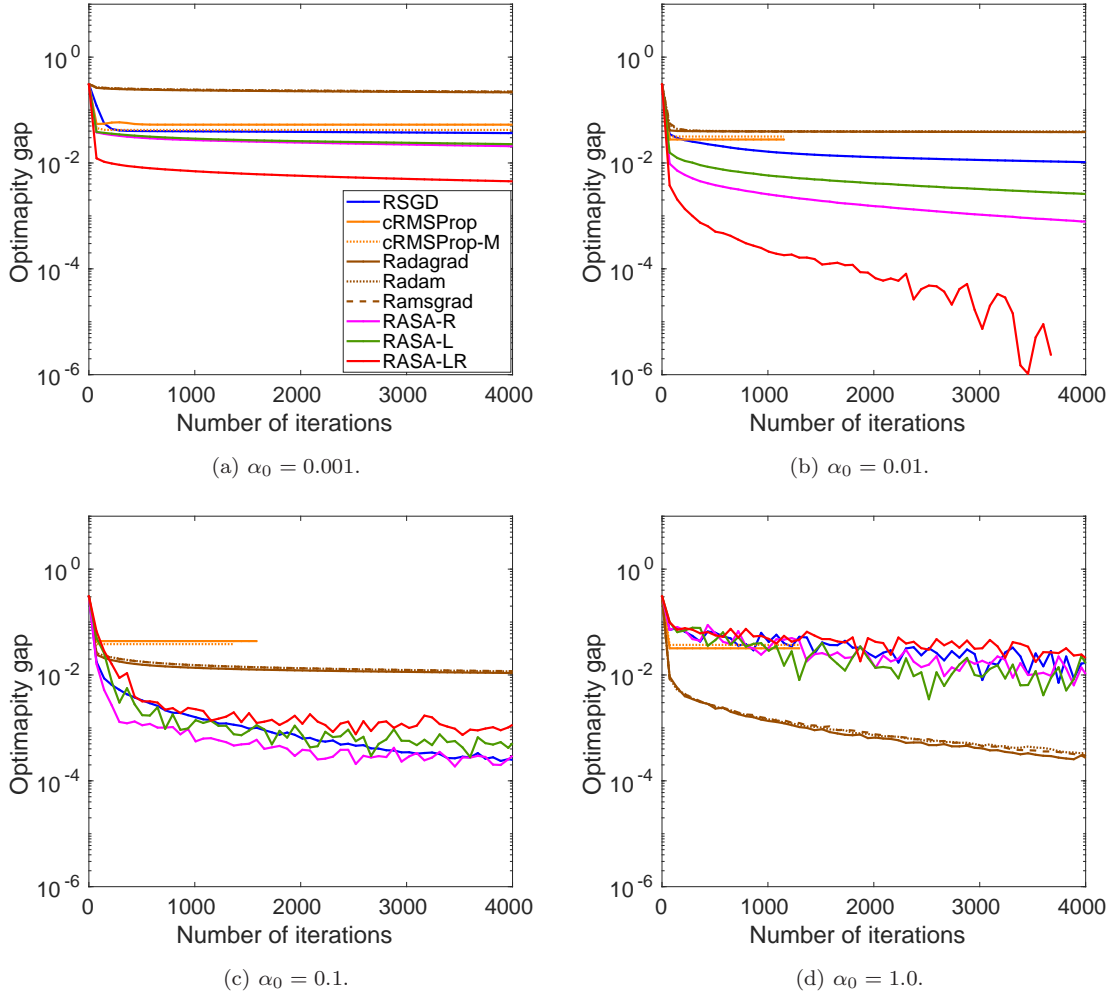 10^0
10^-2
10^-4
10^-6
Optimapity gap
0 1000 2000 3000 4000
Number of iterations
RSGD
cRMSProp
cRMSProp-M
Radagrad
Radam
Ramsgrad
RASA-R
RASA-L
RASA-LR
(a) α₀ = 0.001.
10^0
10^-2
10^-4
10^-6
Optimapity gap
0 1000 2000 3000 4000
Number of iterations
(b) α₀ = 0.01.
10^0
10^-2
10^-4
10^-6
Optimapity gap
0 1000 2000 3000 4000
Number of iterations
(c) α₀ = 0.1.
10^0
10^-2
10^-4
10^-6
Optimapity gap
0 1000 2000 3000 4000
Number of iterations
(d) α₀ = 1.0.